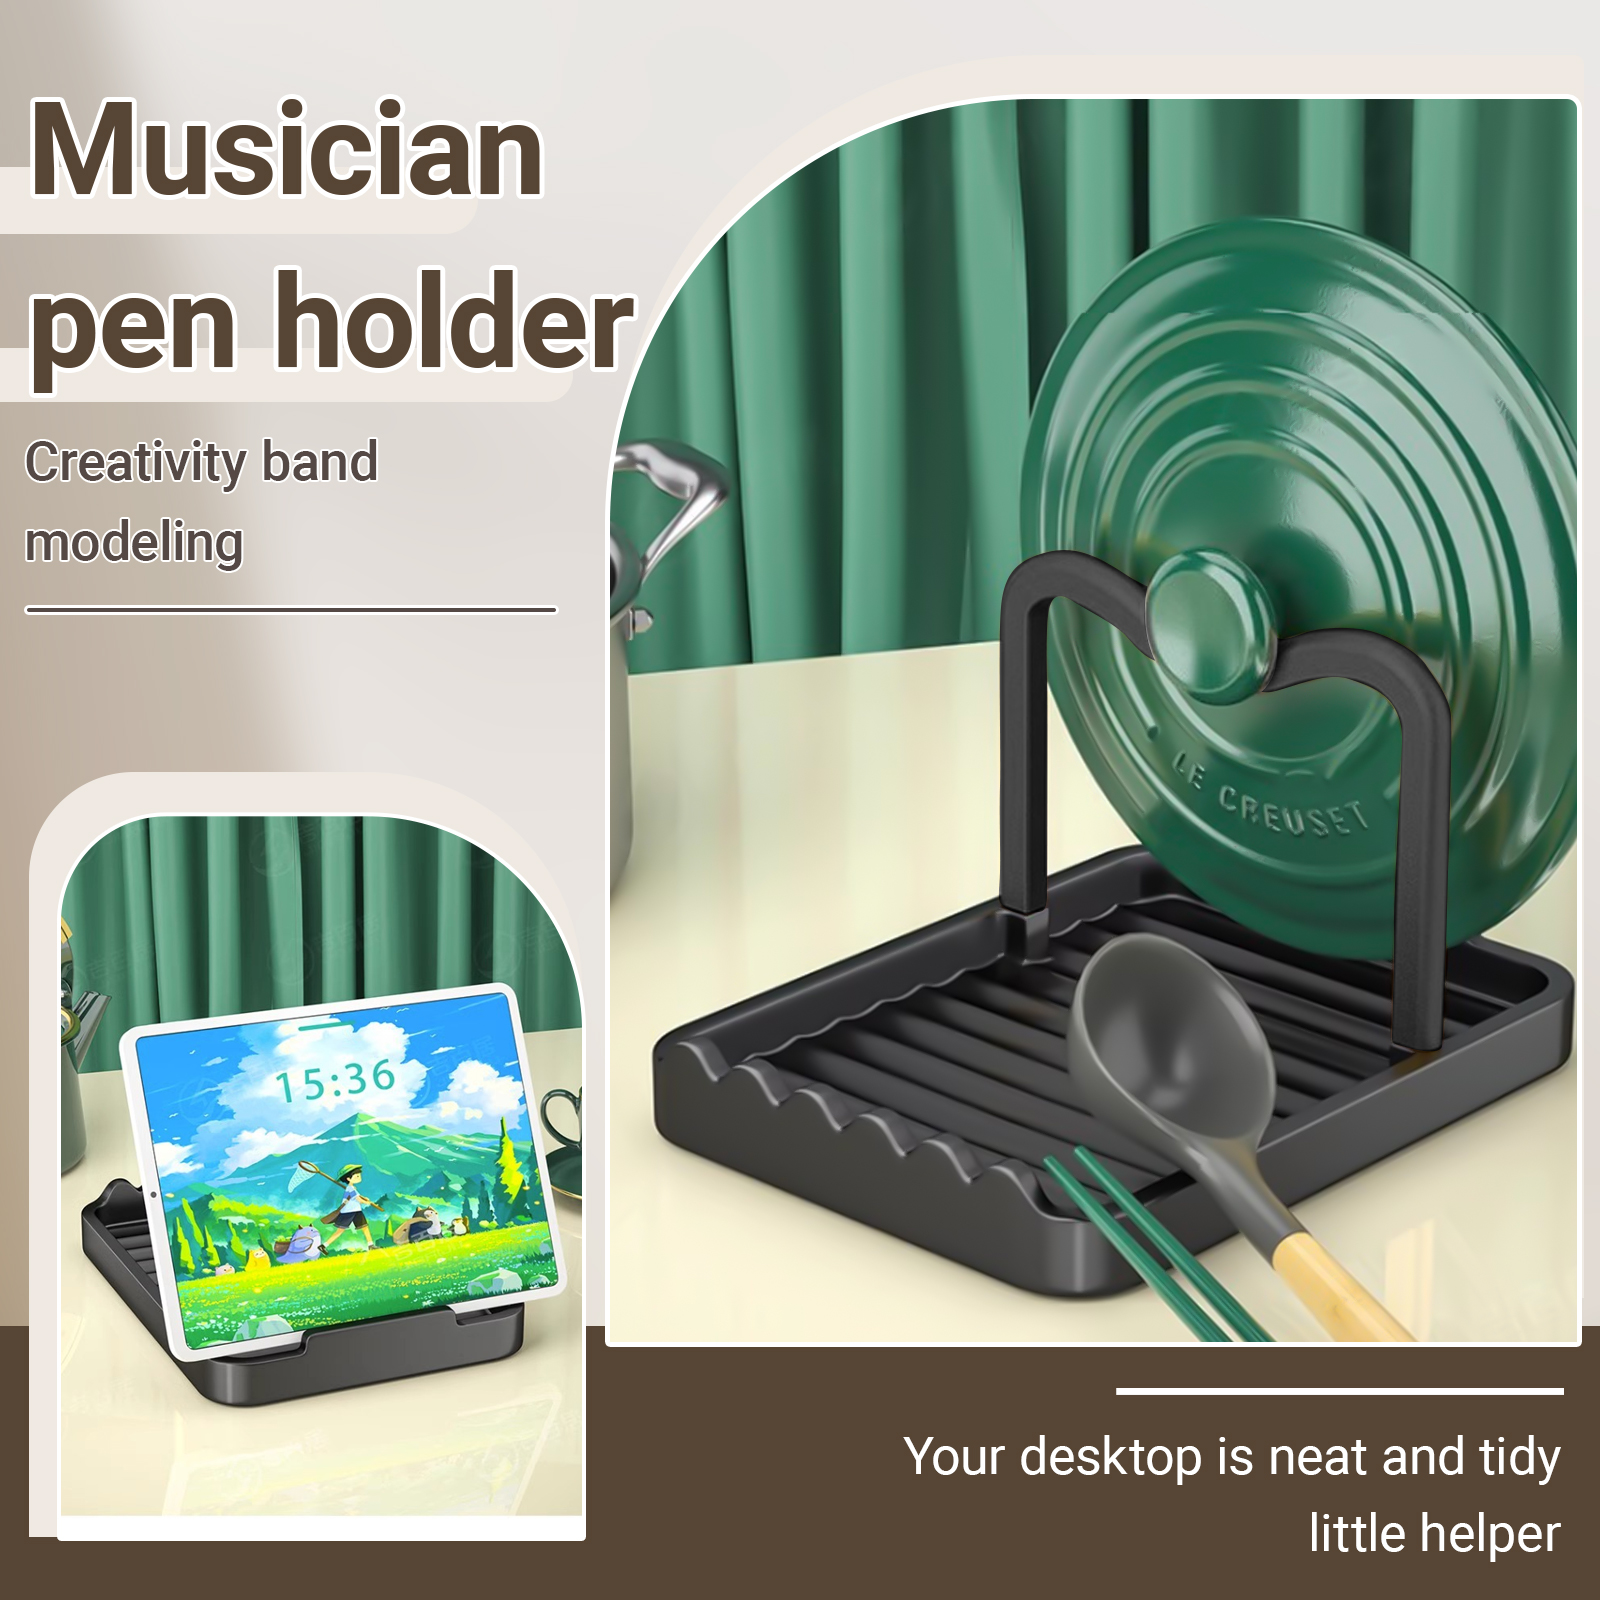 Musician
pen holder
Creativity band
modeling
LE CREUSET
15:36
Your desktop is neat and tidy
little helper